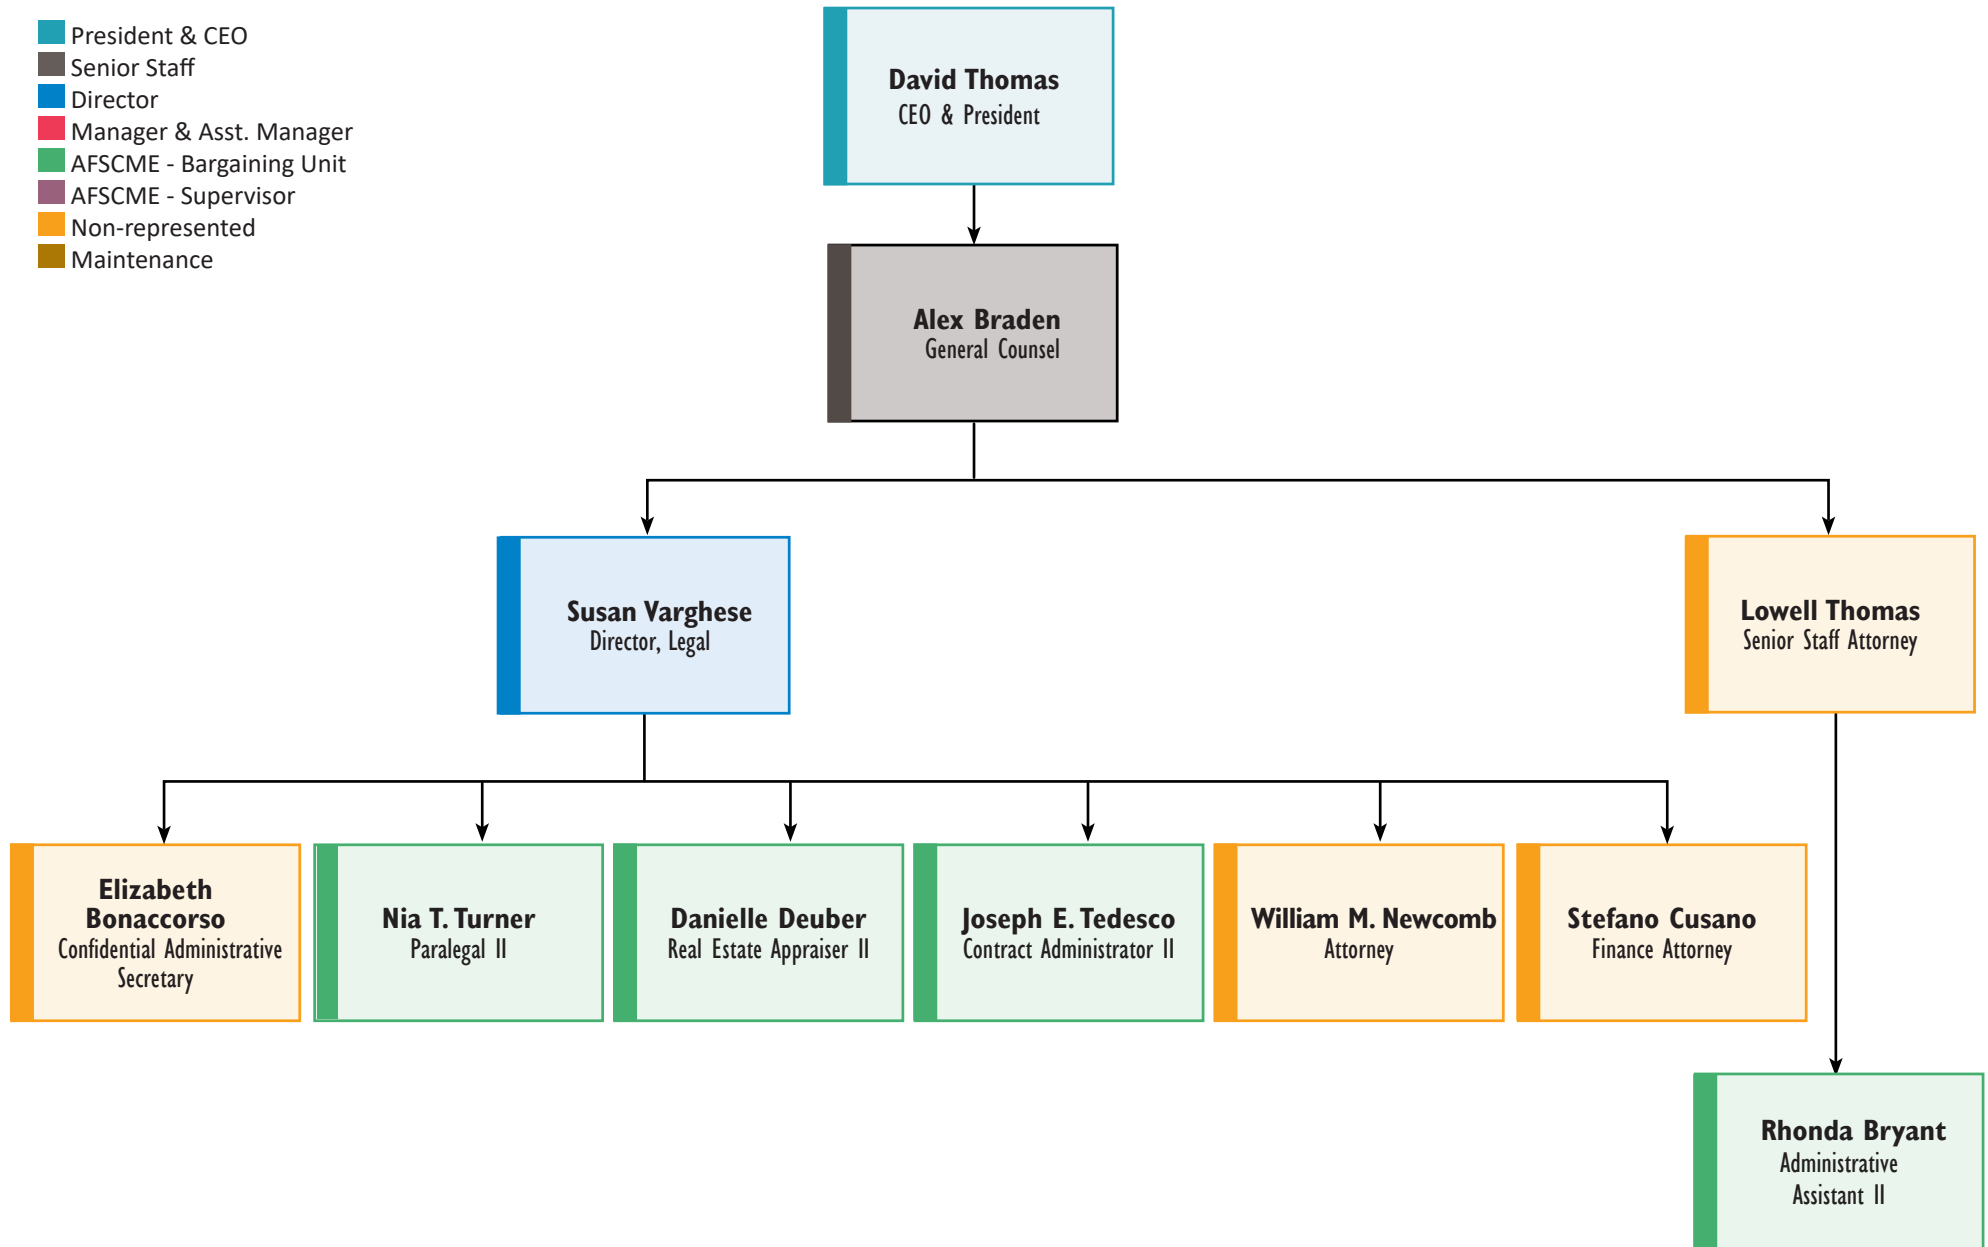 President & CEO
Senior Staff
Director
Manager & Asst. Manager
AFSCME - Bargaining Unit
AFSCME - Supervisor
Non-represented
Maintenance
David Thomas
CEO & President
Alex Braden
General Counsel
Susan Varghese
Director, Legal
Lowell Thomas
Senior Staff Attorney
Elizabeth
Bonaccorso
Confidential Administrative
Secretary
Nia T. Turner
Paralegal II
Danielle Deuber
Real Estate Appraiser II
Joseph E. Tedesco
Contract Administrator II
William M. Newcomb
Attorney
Stefano Cusano
Finance Attorney
Rhonda Bryant
Administrative
Assistant II